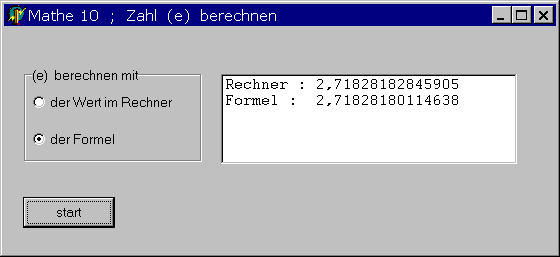 Mathe 10 ; Zahl (e) berechnen
(e) berechnen mit
der Wert im Rechner
der Formel
Rechner : 2,71828182845905
Formel : 2,71828180114638
start